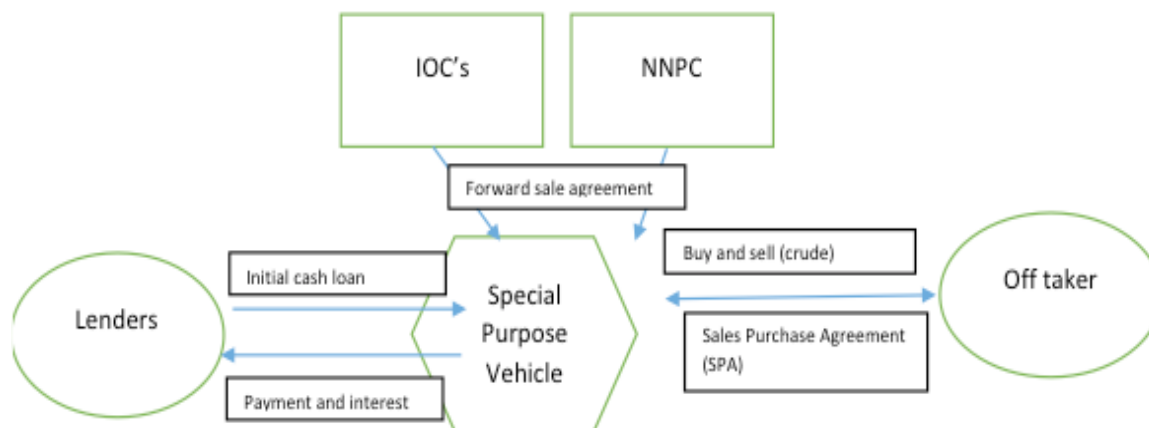 IOC's
NNPC
Forward sale agreement
Initial cash loan
Buy and sell (crude)
Lenders
Special
Purpose
Vehicle
Off taker
Sales Purchase Agreement
(SPA)
Payment and interest